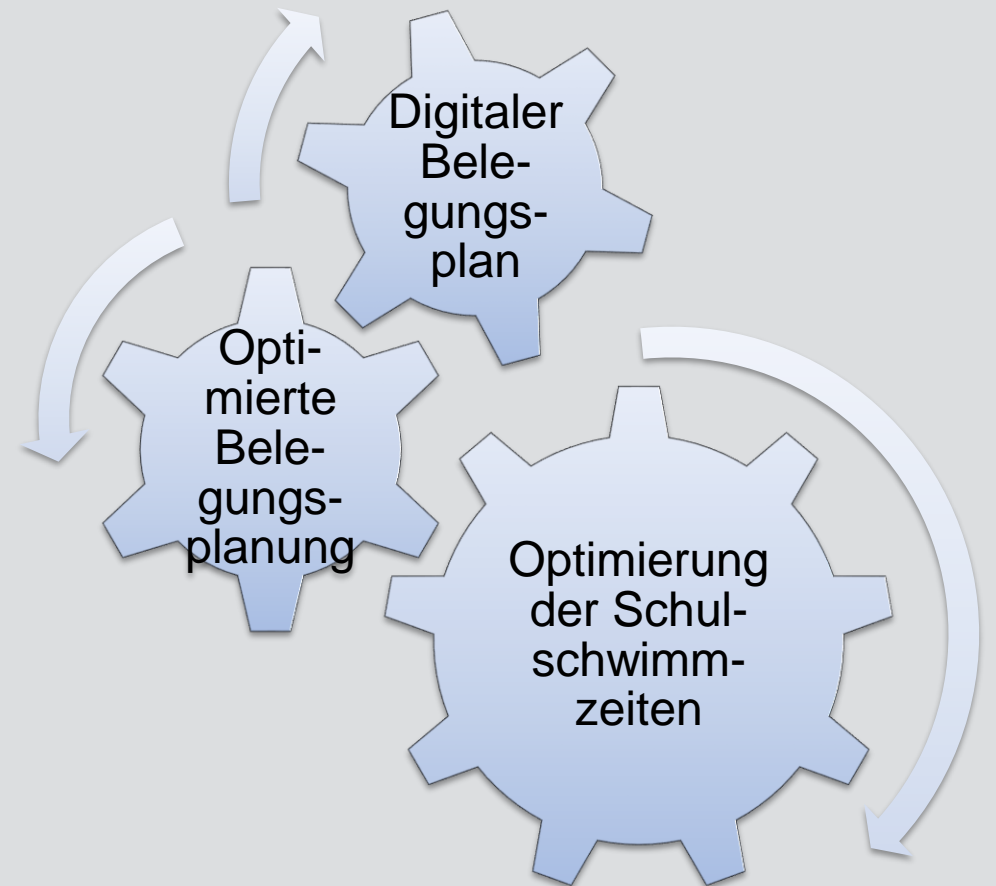 Digitaler
Bele-
gungs-
plan
Opti-
mierte
Bele-
gungs-
planung
Optimierung
der Schul-
schwimm-
zeiten